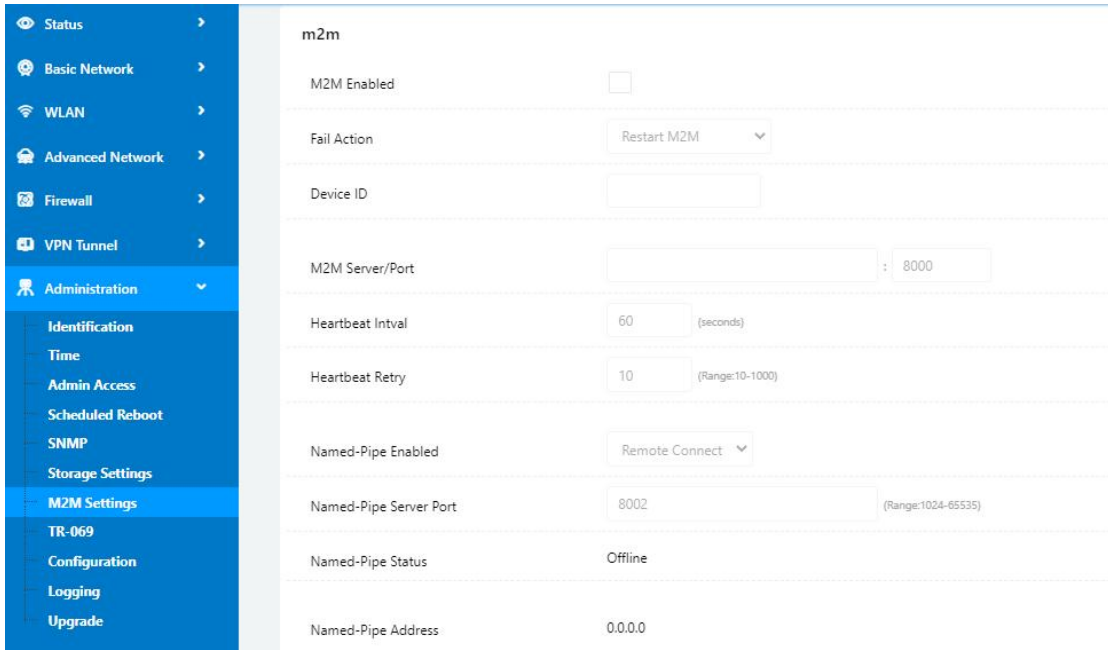 Status
Basic Network
WLAN
Advanced Network
Firewall
VPN Tunnel
Administration
Identification
Time
Admin Access
Scheduled Reboot
SNMP
Storage Settings
M2M Settings
TR-069
Configuration
Logging
Upgrade
m2m
M2M Enabled
Fail Action Restart M2M
Device ID
M2M Server/Port : 8000
Heartbeat Intval 60 (seconds)
Heartbeat Retry 10 (Range:10-1000)
Named-Pipe Enabled Remote Connect
Named-Pipe Server Port 8002 (Range:1024-65535)
Named-Pipe Status Offline
Named-Pipe Address 0.0.0.0